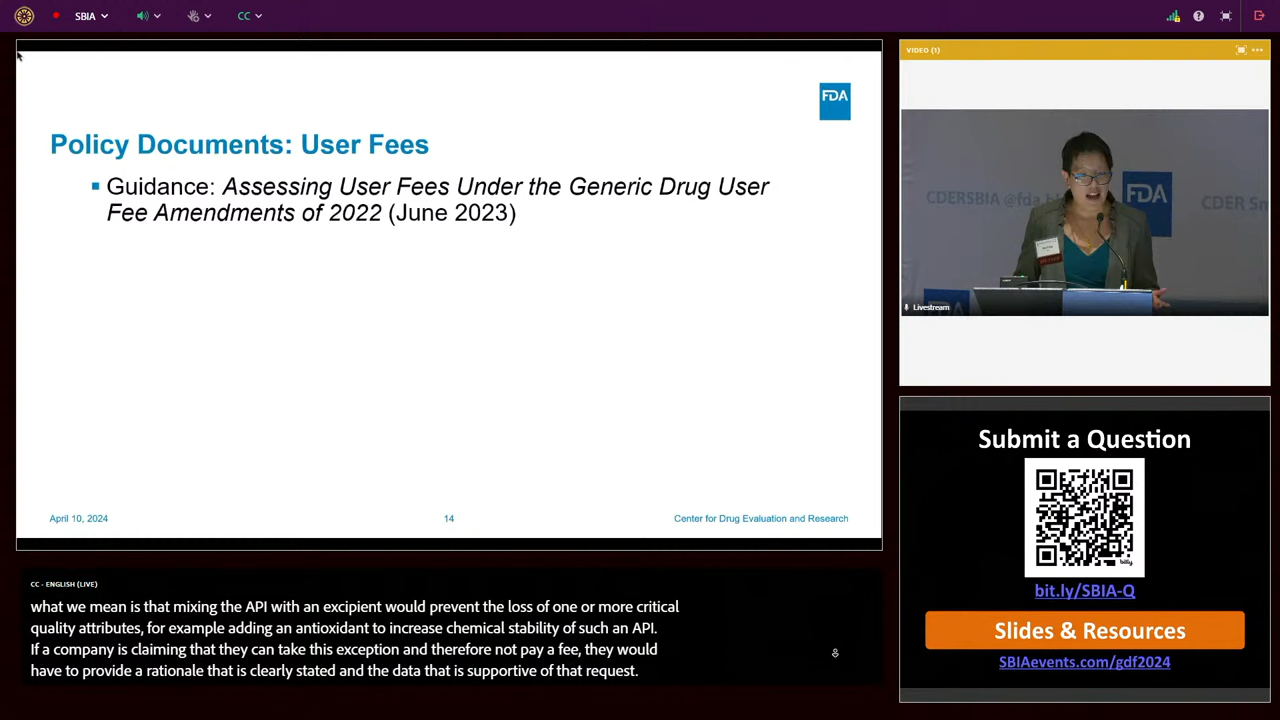 SBIA
CC
VIDEO (1)
FDA
Policy Documents: User Fees
Guidance: Assessing User Fees Under the Generic Drug User
Fee Amendments of 2022 (June 2023)
April 10, 2024
14
Center for Drug Evaluation and Research
CDERSBIA @fda
FDA
CDER Sm
Livestream
Submit a Question
bitly
bit.ly/SBIA-Q
Slides & Resources
SBIAevents.com/gdf2024
CC - ENGLISH (LIVE)
what we mean is that mixing the API with an excipient would prevent the loss of one or more critical
quality attributes, for example adding an antioxidant to increase chemical stability of such an API.
If a company is claiming that they can take this exception and therefore not pay a fee, they would
have to provide a rationale that is clearly stated and the data that is supportive of that request.